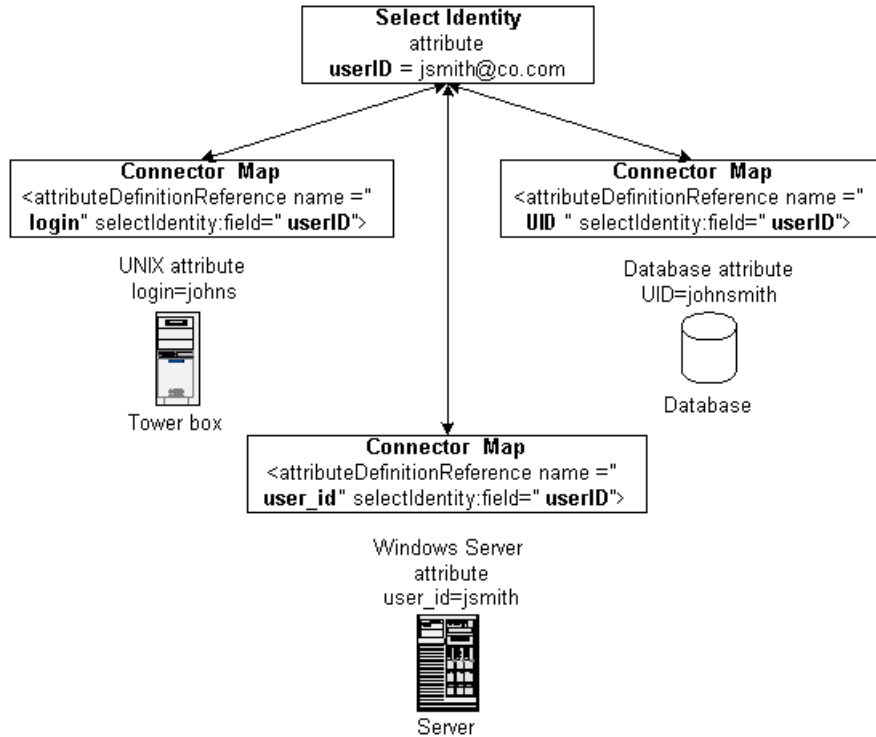 Select Identity
attribute
userID = jsmith@co.com
Connector Map
<attributeDefinitionReference name ="
login" selectIdentity:field=" userID">
UNIX attribute
login=johns
Tower box
Connector Map
<attributeDefinitionReference name ="
UID " selectIdentity:field=" userID">
Database attribute
UID=johnsmith
Database
Connector Map
<attributeDefinitionReference name ="
user_id" selectIdentity:field=" userID">
Windows Server
attribute
user_id=jsmith
Server